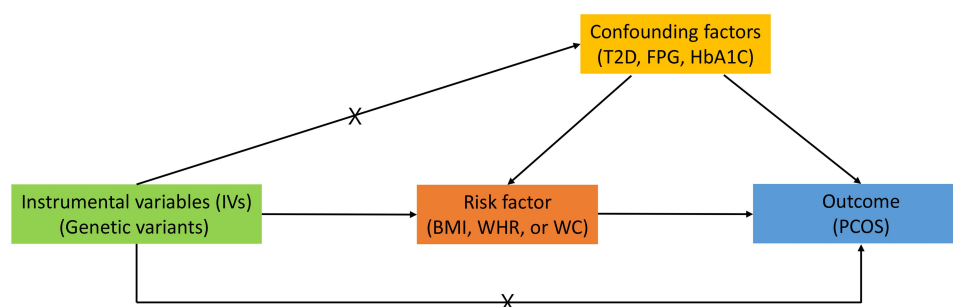 Confounding factors
(T2D, FPG, HbA1C)
X
Instrumental variables (IVs)
(Genetic variants)
Risk factor
(BMI, WHR, or WC)
Outcome
(PCOS)
X